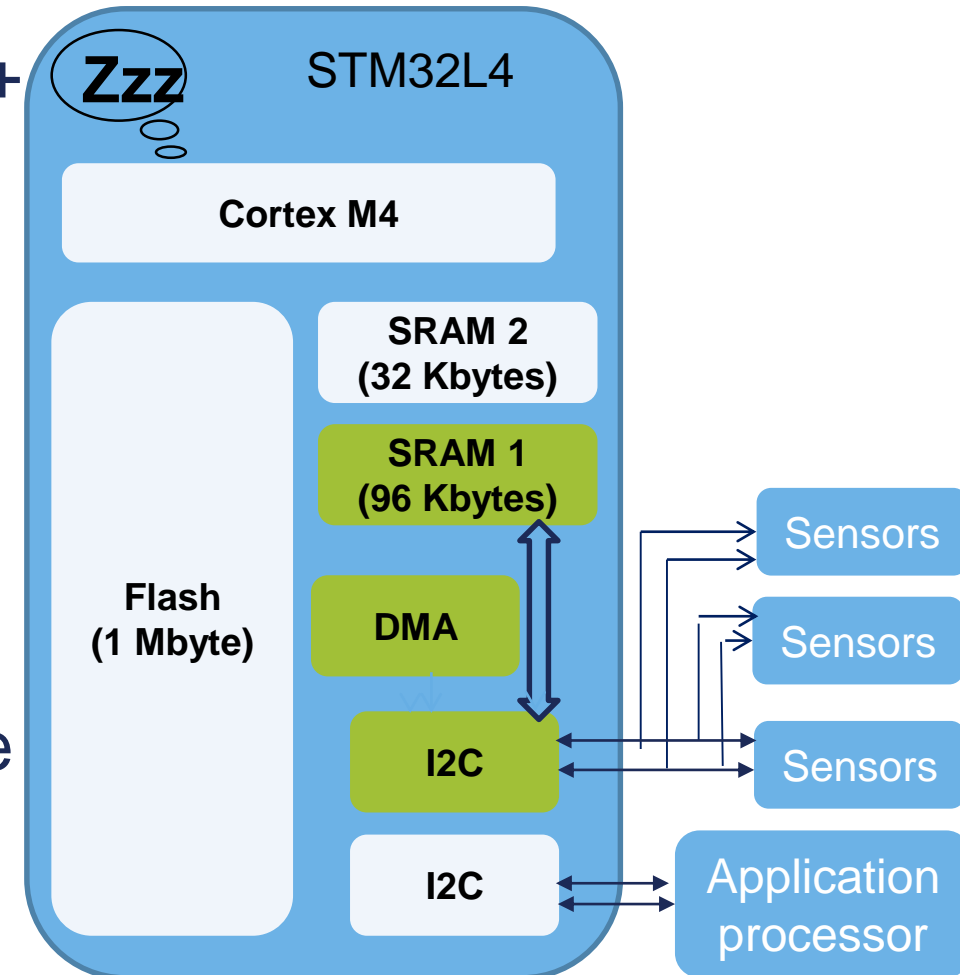 +
Zzz
STM32L4
Cortex M4
SRAM 2
(32 Kbytes)
SRAM 1
(96 Kbytes)
Flash
(1 Mbyte)
DMA
I2C
I2C
Sensors
Sensors
Sensors
Application
processor
e